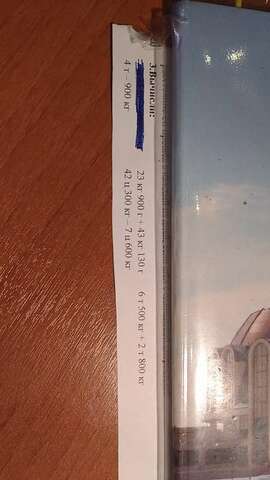 3.Вычисли:
23 кг 900 г + 43 кг 130 г 6 т 500 кг + 2 т 800 кг
4 т – 900 кг 42 ц 300 кг – 7 ц 600 кг